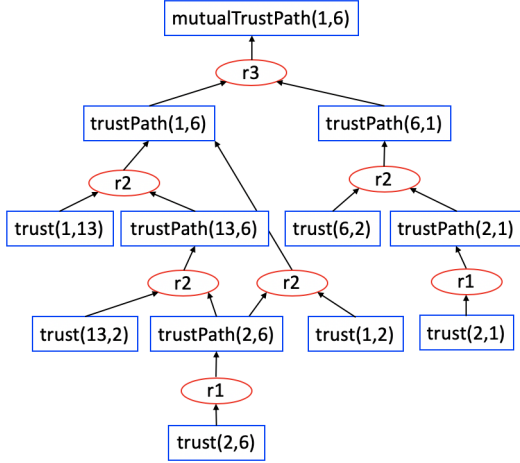 mutualTrustPath(1,6)
r3
trustPath(1,6)
trustPath(6,1)
r2
r2
trust(1,13)
trustPath(13,6)
trust(6,2)
trustPath(2,1)
r2
r2
r1
trust(13,2)
trustPath(2,6)
trust(1,2)
trust(2,1)
r1
trust(2,6)